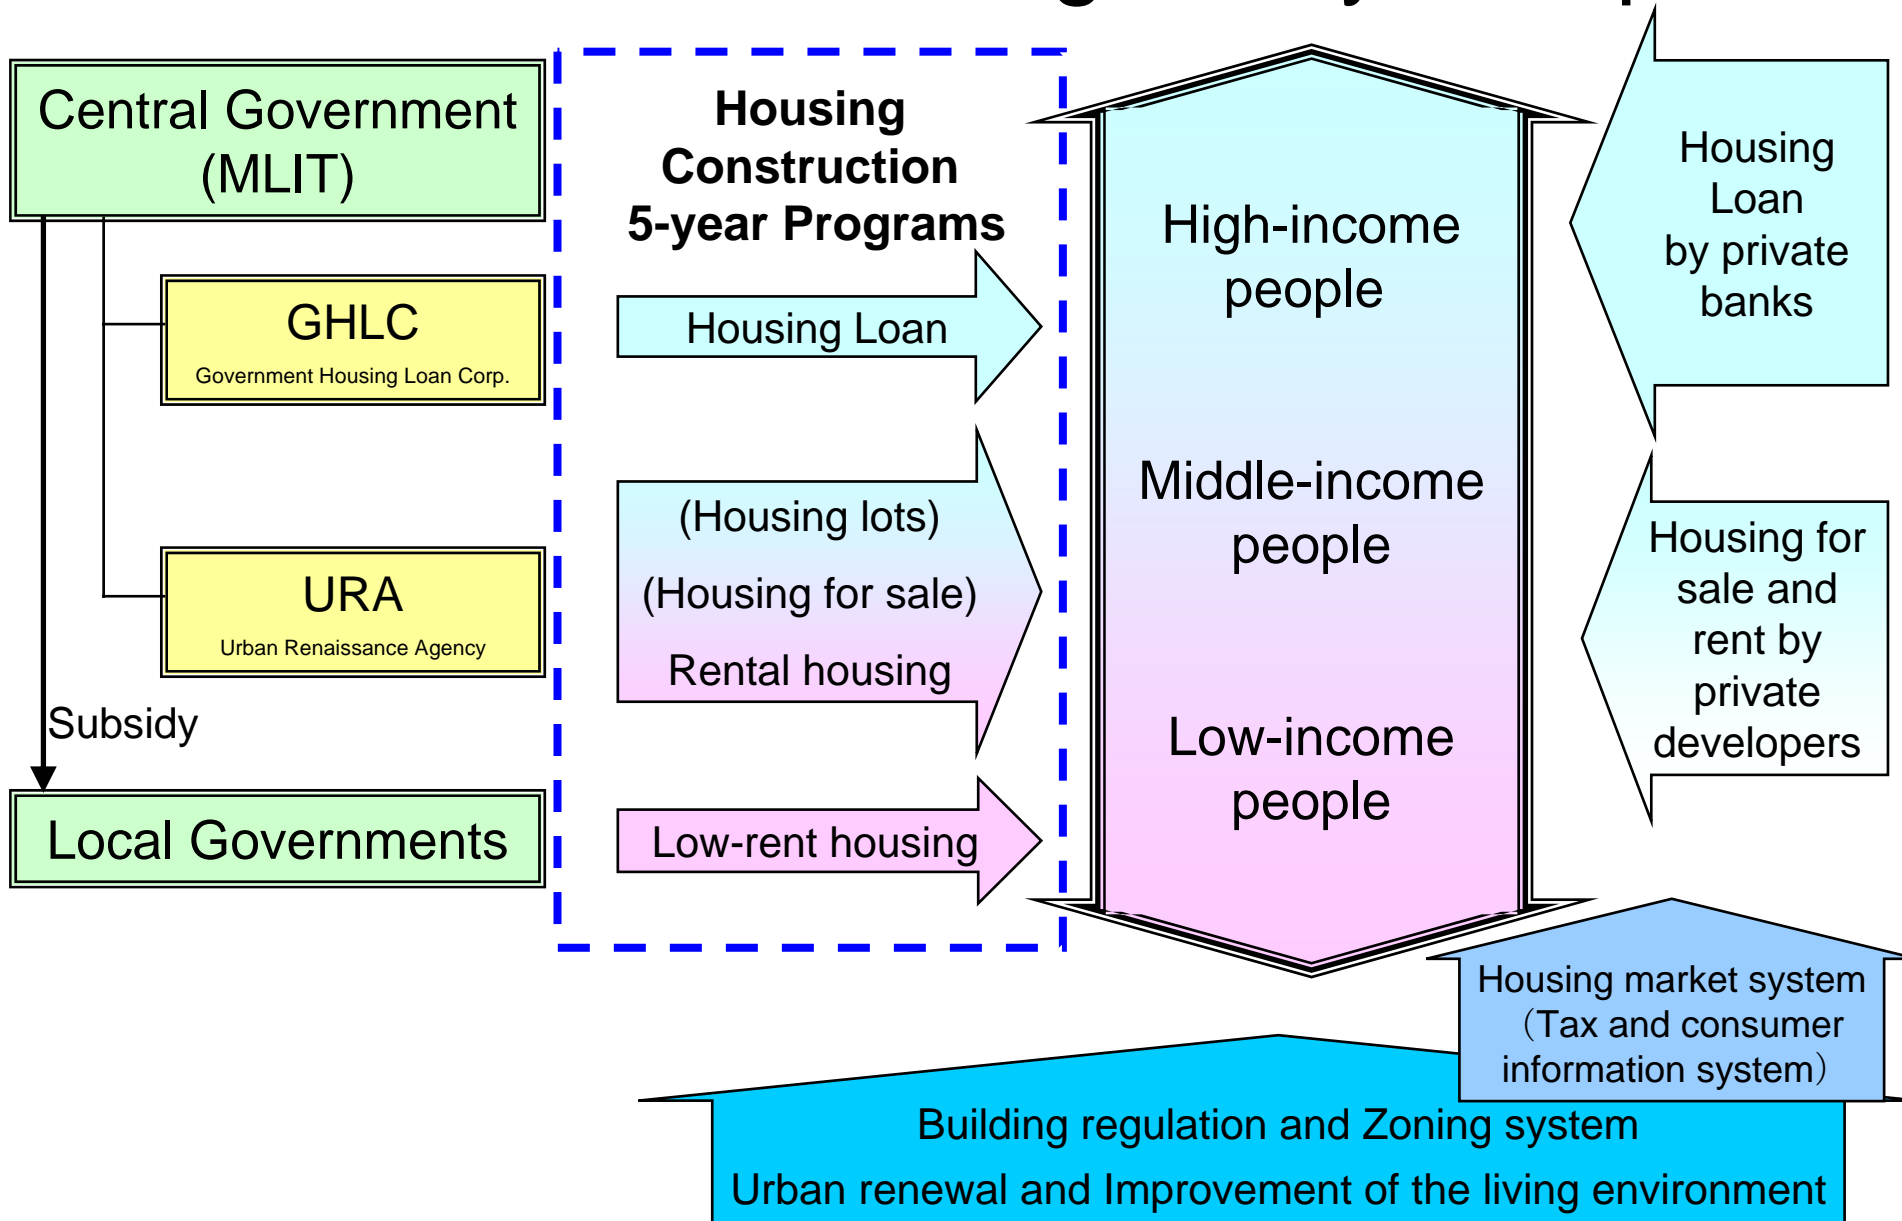 Central Government
(MLIT)
GHLC
Government Housing Loan Corp.
URA
Urban Renaissance Agency
Subsidy
Local Governments
Housing
Construction
5-year Programs
Housing Loan
(Housing lots)
(Housing for sale)
Rental housing
Low-rent housing
High-income
people
Middle-income
people
Low-income
people
Housing
Loan
by private
banks
Housing for
sale and
rent by
private
developers
Housing market system
（Tax and consumer
information system）
Building regulation and Zoning system
Urban renewal and Improvement of the living environment